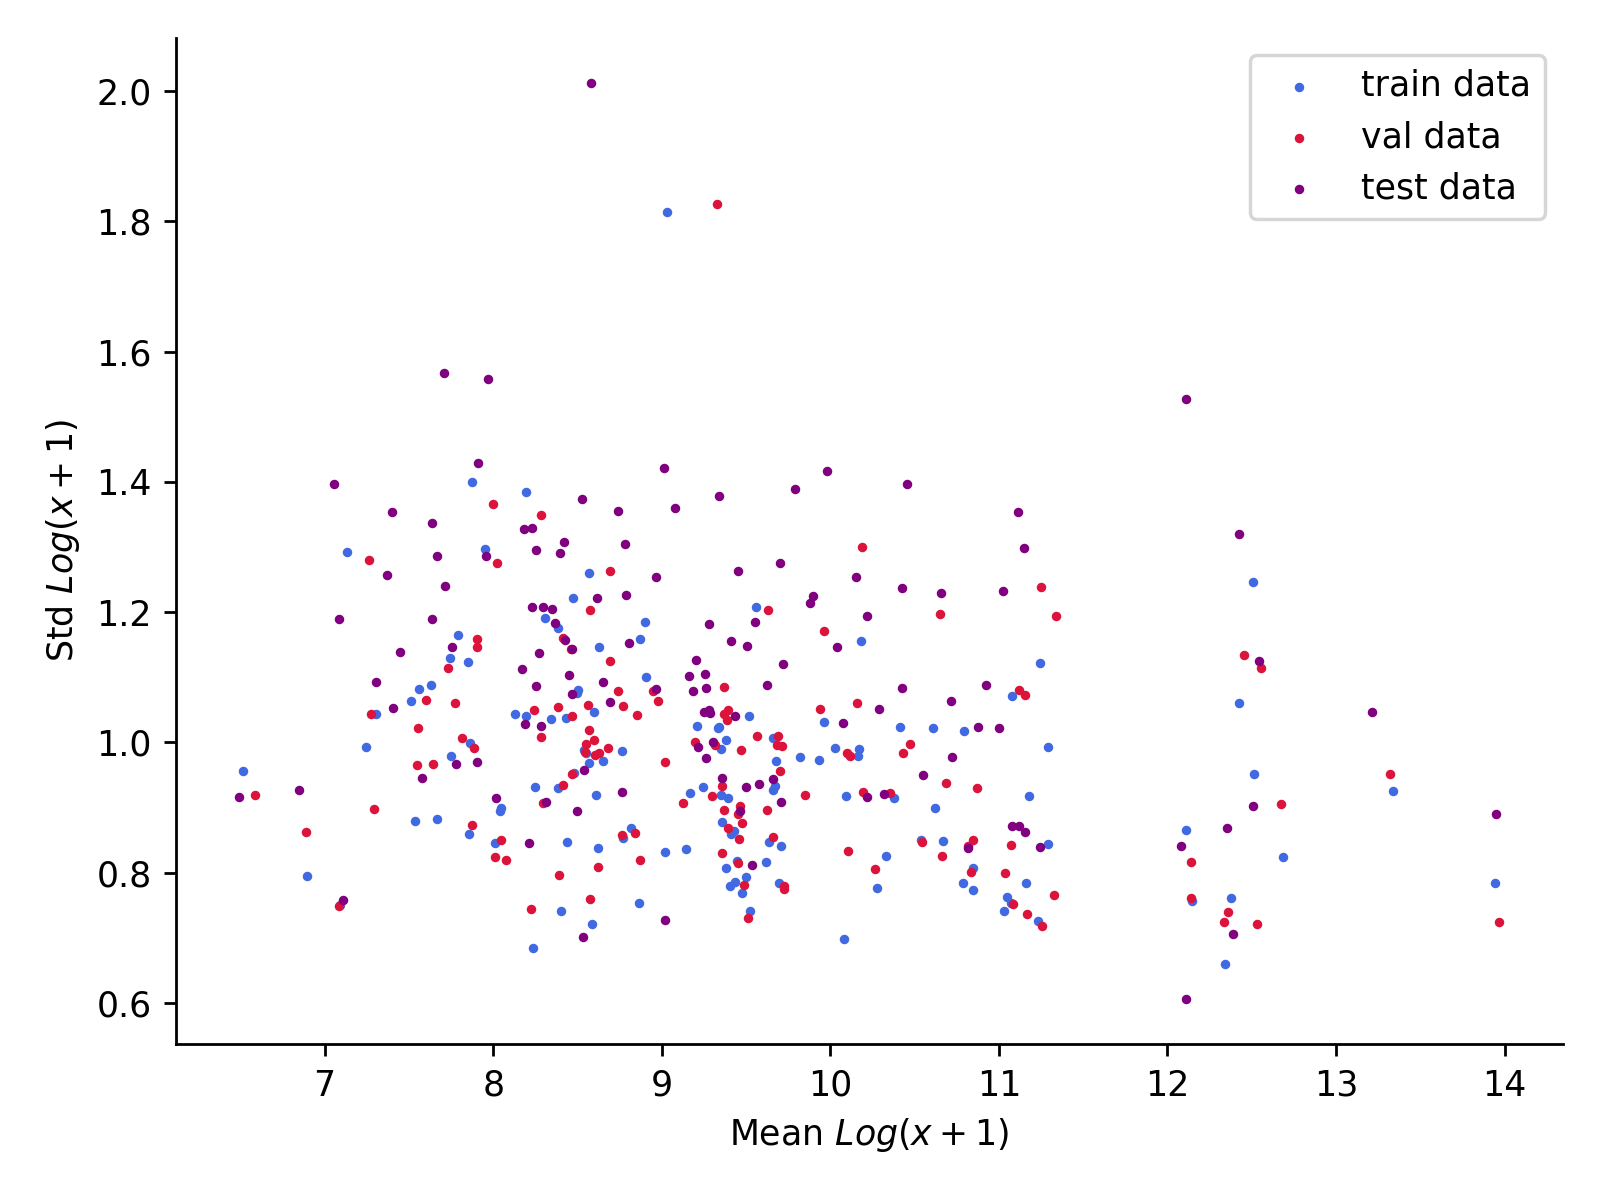 train data
val data
test data
2.0
1.8
1.6
1.4
1.2
1.0
0.8
0.6
Std Log(x + 1)
7 8 9 10 11 12 13 14
Mean Log(x + 1)